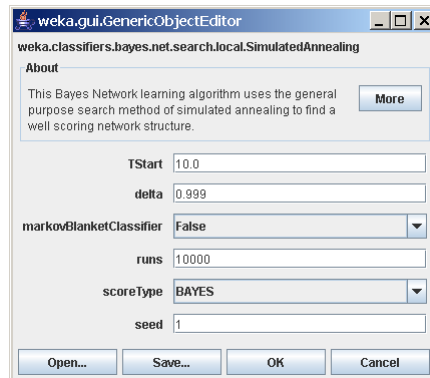 weka.gui.GenericObjectEditor
weka.classifiers.bayes.net.search.local.SimulatedAnnealing
About
This Bayes Network learning algorithm uses the general
purpose search method of simulated annealing to find a
well scoring network structure.
More
TStart 10.0
delta 0.999
markovBlanketClassifier False
runs 10000
scoreType BAYES
seed 1
Open... Save... OK Cancel